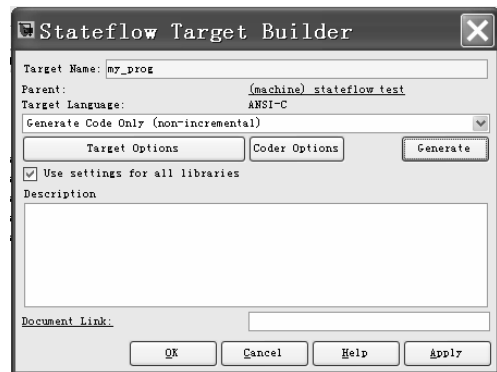 Stateflow Target Builder
Target Name: my_prog
Parent: (machine) stateflow test
Target Language: ANSI-C
Generate Code Only (non-incremental)
Target Options Coder Options Generate
Use settings for all libraries
Description
Document Link:
OK Cancel Help Apply